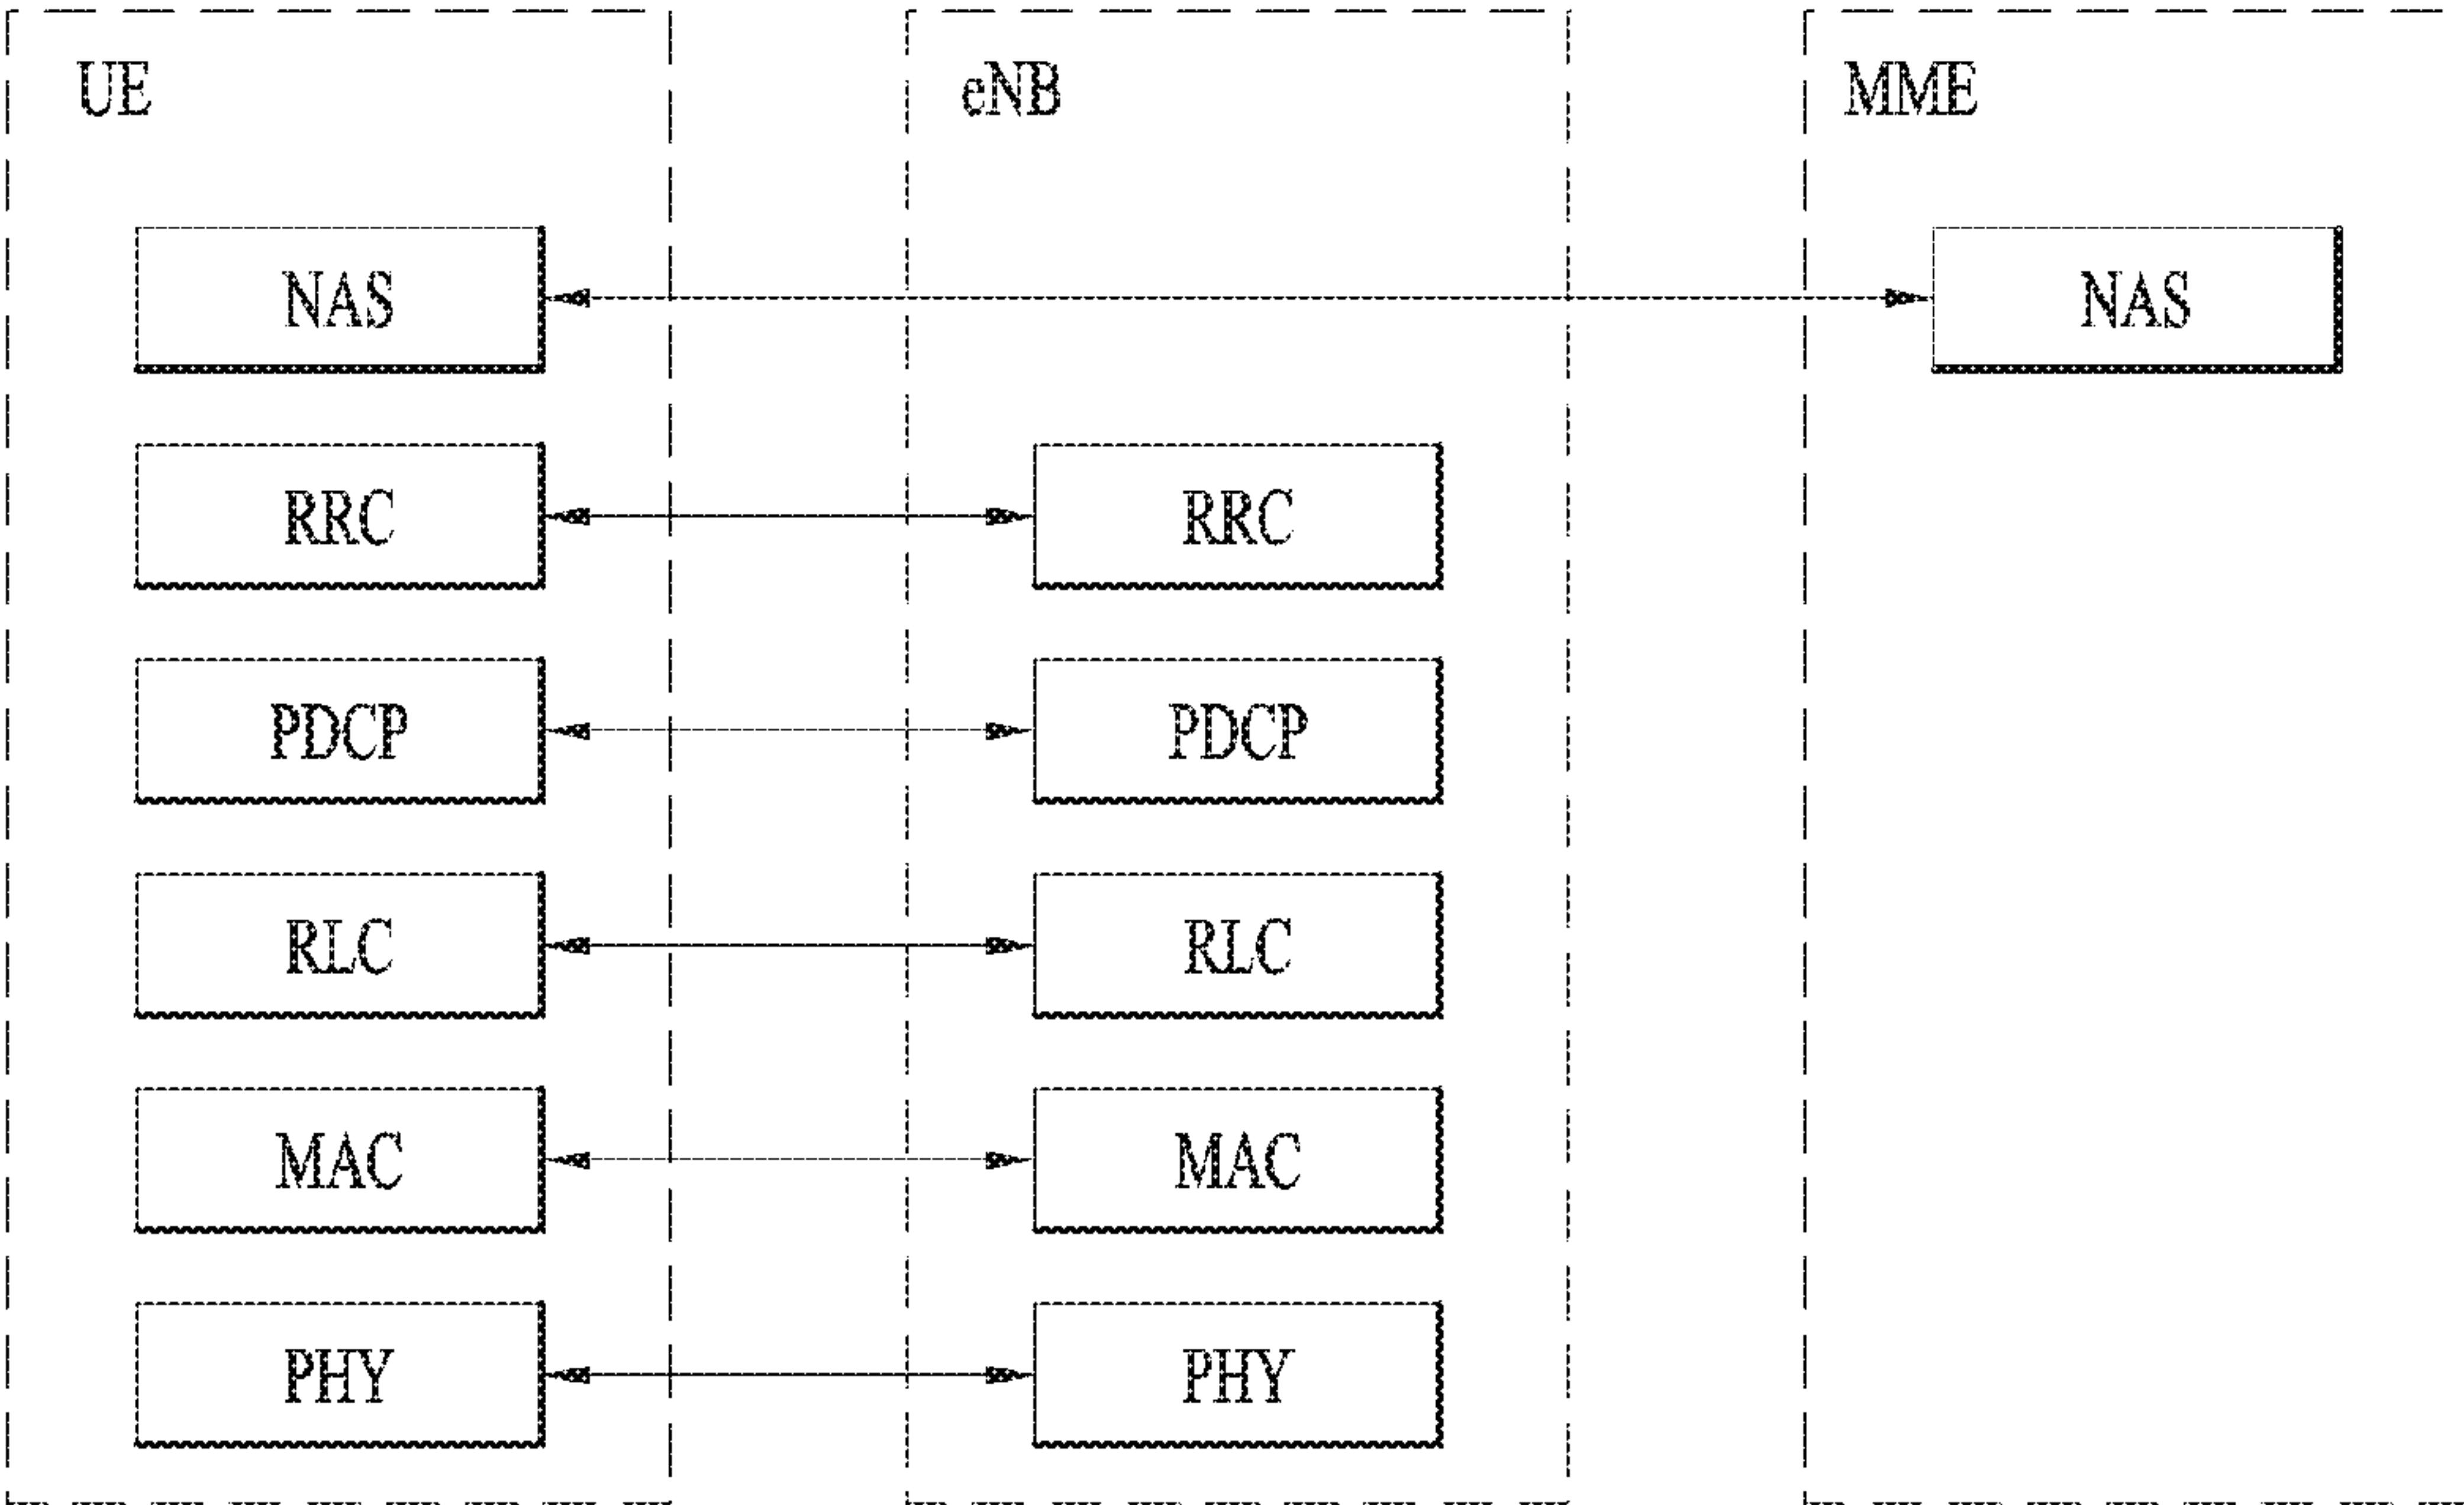 UE eNB MME
NAS NAS
RRC RRC
PDCP PDCP
RLC RLC
MAC MAC
PHY PHY